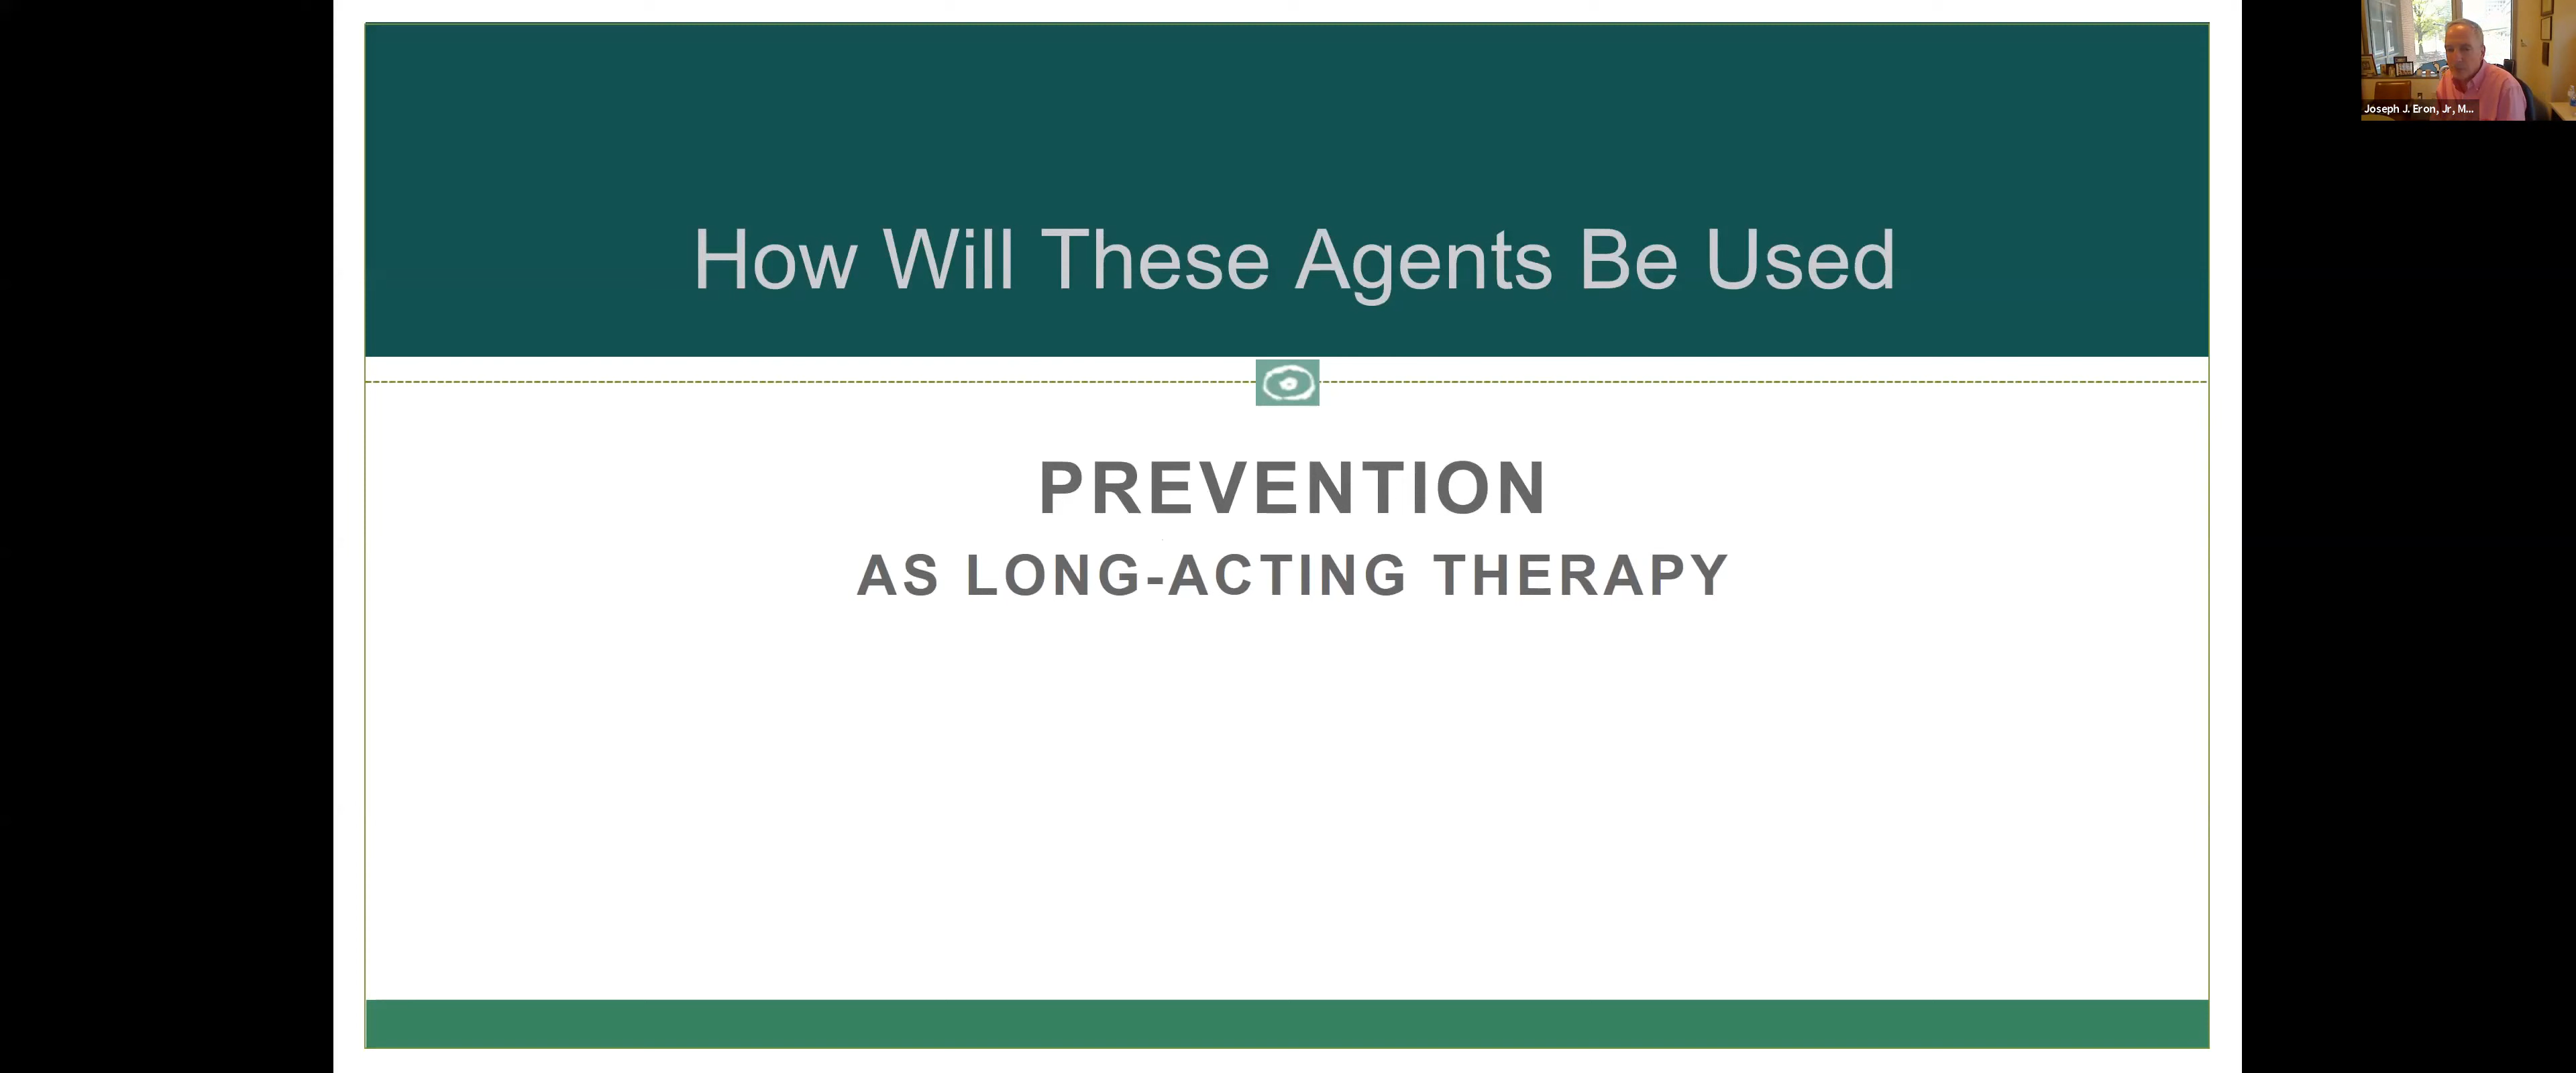 How Will These Agents Be Used
PREVENTION
AS LONG-ACTING THERAPY
Joseph J. Eron, Jr, M...